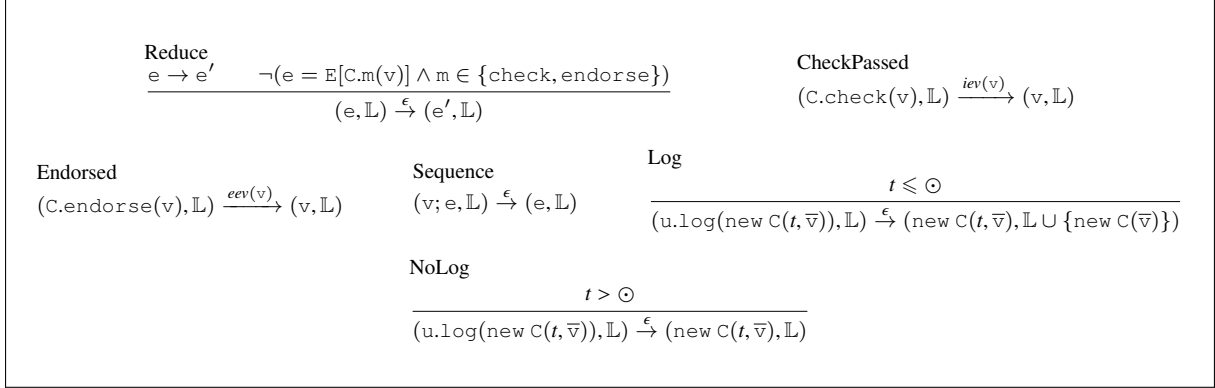 Reduce
e → e′ ¬(e = E[C.m(v)] ∧ m ∈ {check, endorse})
(e, 𝕃) →^ϵ (e′, 𝕃)
CheckPassed
(C.check(v), 𝕃) →^iev(v) (v, 𝕃)
Endorsed
(C.endorse(v), 𝕃) →^eev(v) (v, 𝕃)
Sequence
(v; e, 𝕃) →^ϵ (e, 𝕃)
Log
t ⩽ ⊙
(u.log(new C(t, v̅)), 𝕃) →^ϵ (new C(t, v̅), 𝕃 ∪ {new C(v̅)})
NoLog
t > ⊙
(u.log(new C(t, v̅)), 𝕃) →^ϵ (new C(t, v̅), 𝕃)